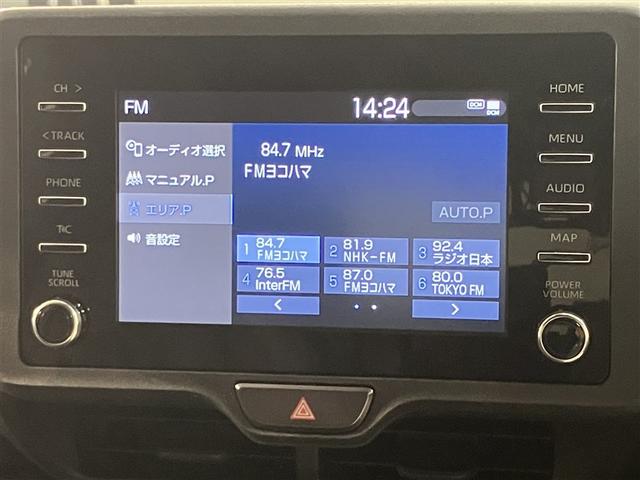 CH >
< TRACK
PHONE
T&C
TUNE
SCROLL
FM
14:24
DCM
DCM
オーディオ選択
マニュアル.P
エリア.P
音設定
84.7 MHz
FMヨコハマ
AUTO.P
1 84.7 FMヨコハマ
2 81.9 NHK-FM
3 92.4 ラジオ日本
4 76.5 InterFM
5 87.0 FMヨコハマ
6 80.0 TOKYO FM
<
>
HOME
MENU
AUDIO
MAP
POWER
VOLUME